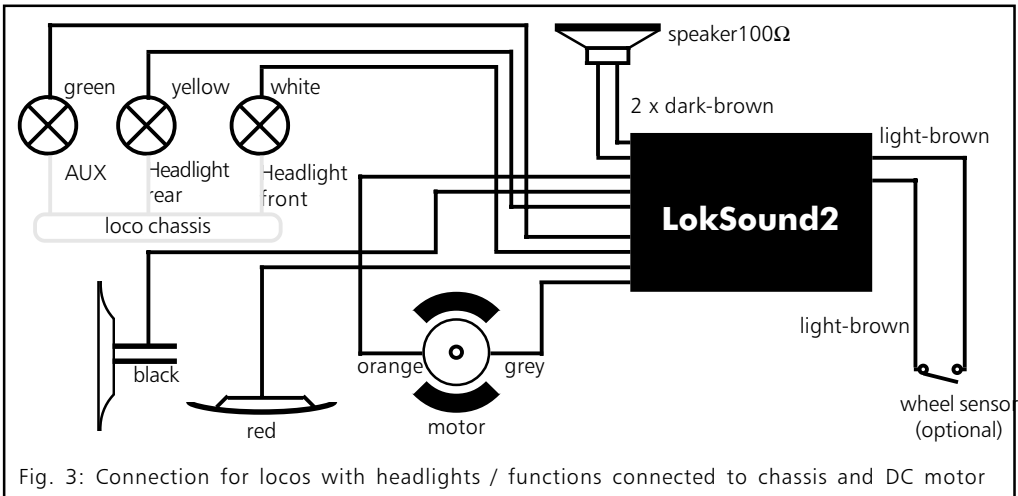 speaker100Ω
green
yellow
white
2 x dark-brown
light-brown
AUX
Headlight
rear
Headlight
front
LokSound2
loco chassis
light-brown
black
orange
grey
wheel sensor
(optional)
red
motor
Fig. 3: Connection for locos with headlights / functions connected to chassis and DC motor